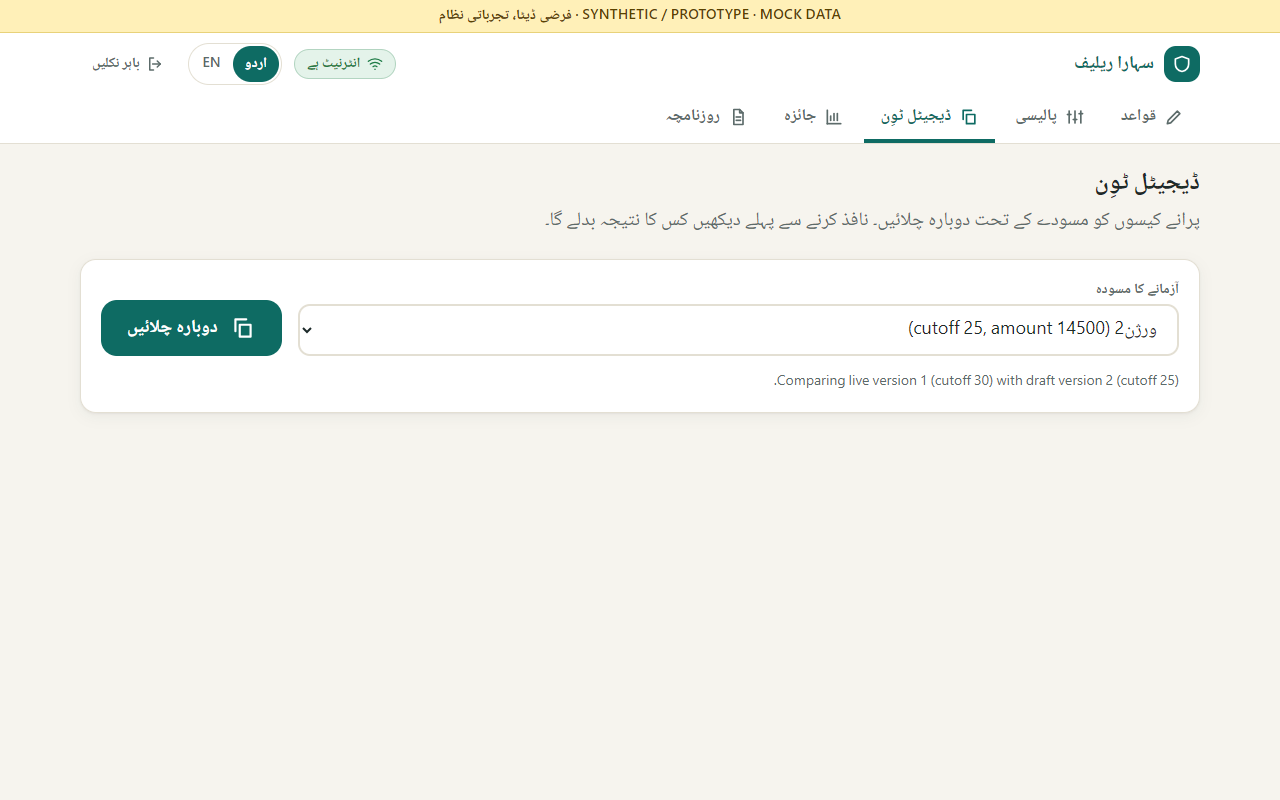 SYNTHETIC / PROTOTYPE · MOCK DATA · فرضی ڈیٹا، تجرباتی نظام
سہارا ریلیف
انٹرنیٹ ہے
اردو
EN
باہر نکلیں
قواعد
پالیسی
ڈیجیٹل ٹوِن
جائزہ
روزنامچہ
ڈیجیٹل ٹوِن
پرانے کیسوں کو مسودے کے تحت دوبارہ چلائیں۔ نافذ کرنے سے پہلے دیکھیں کس کا نتیجہ بدلے گا۔
آزمانے کا مسودہ
ورژن2 (cutoff 25, amount 14500)
دوبارہ چلائیں
Comparing live version 1 (cutoff 30) with draft version 2 (cutoff 25).